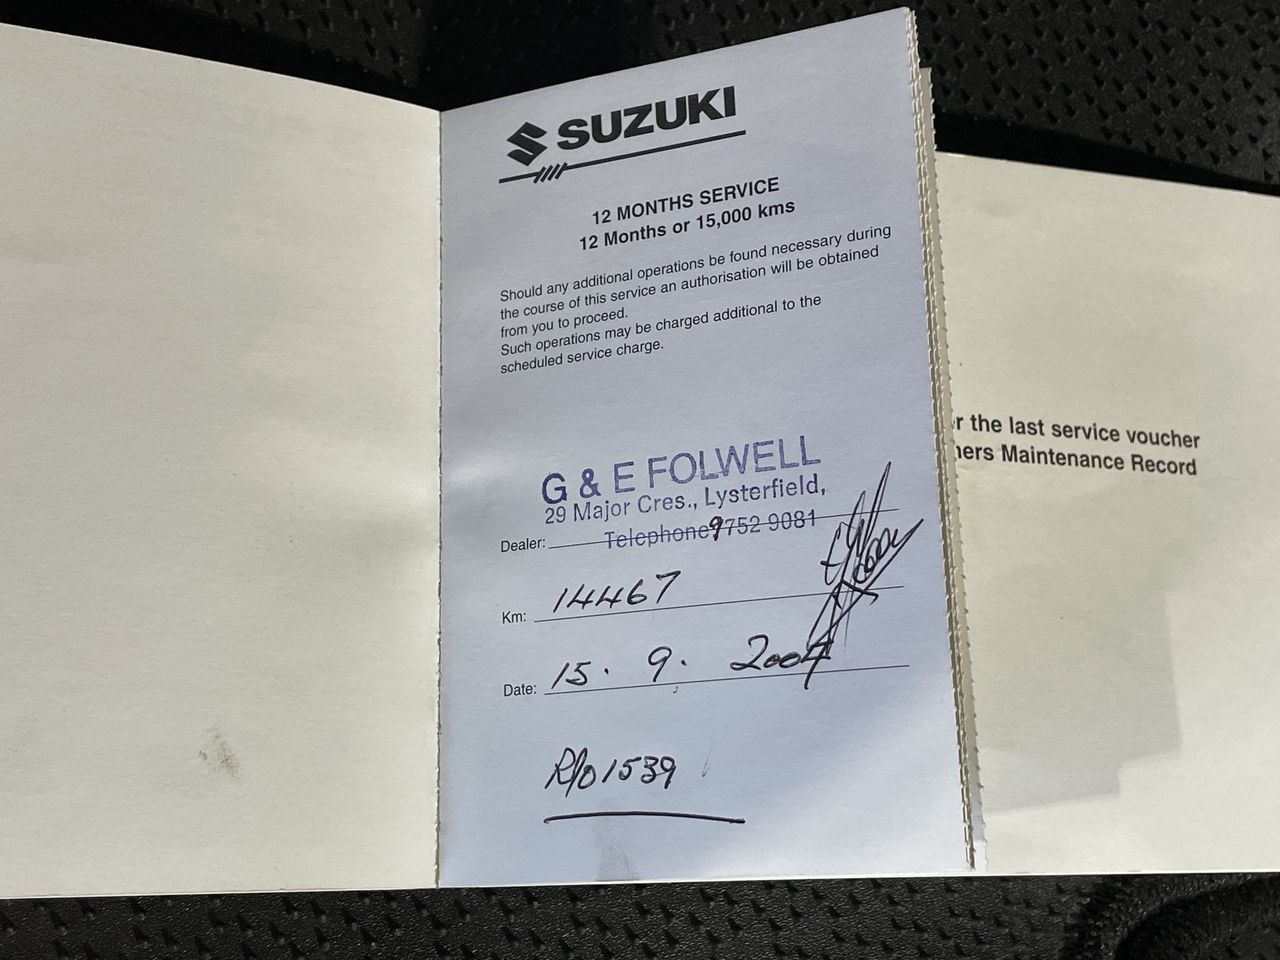 SUZUKI
12 MONTHS SERVICE
12 Months or 15,000 kms
Should any additional operations be found necessary during
the course of this service an authorisation will be obtained
from you to proceed.
Such operations may be charged additional to the
scheduled service charge.
G & E FOLWELL
29 Major Cres., Lysterfield,
Dealer: Telephone 9752 9081
Km: 14467
Date: 15. 9. 2004
R/O 1539
r the last service voucher
ners Maintenance Record